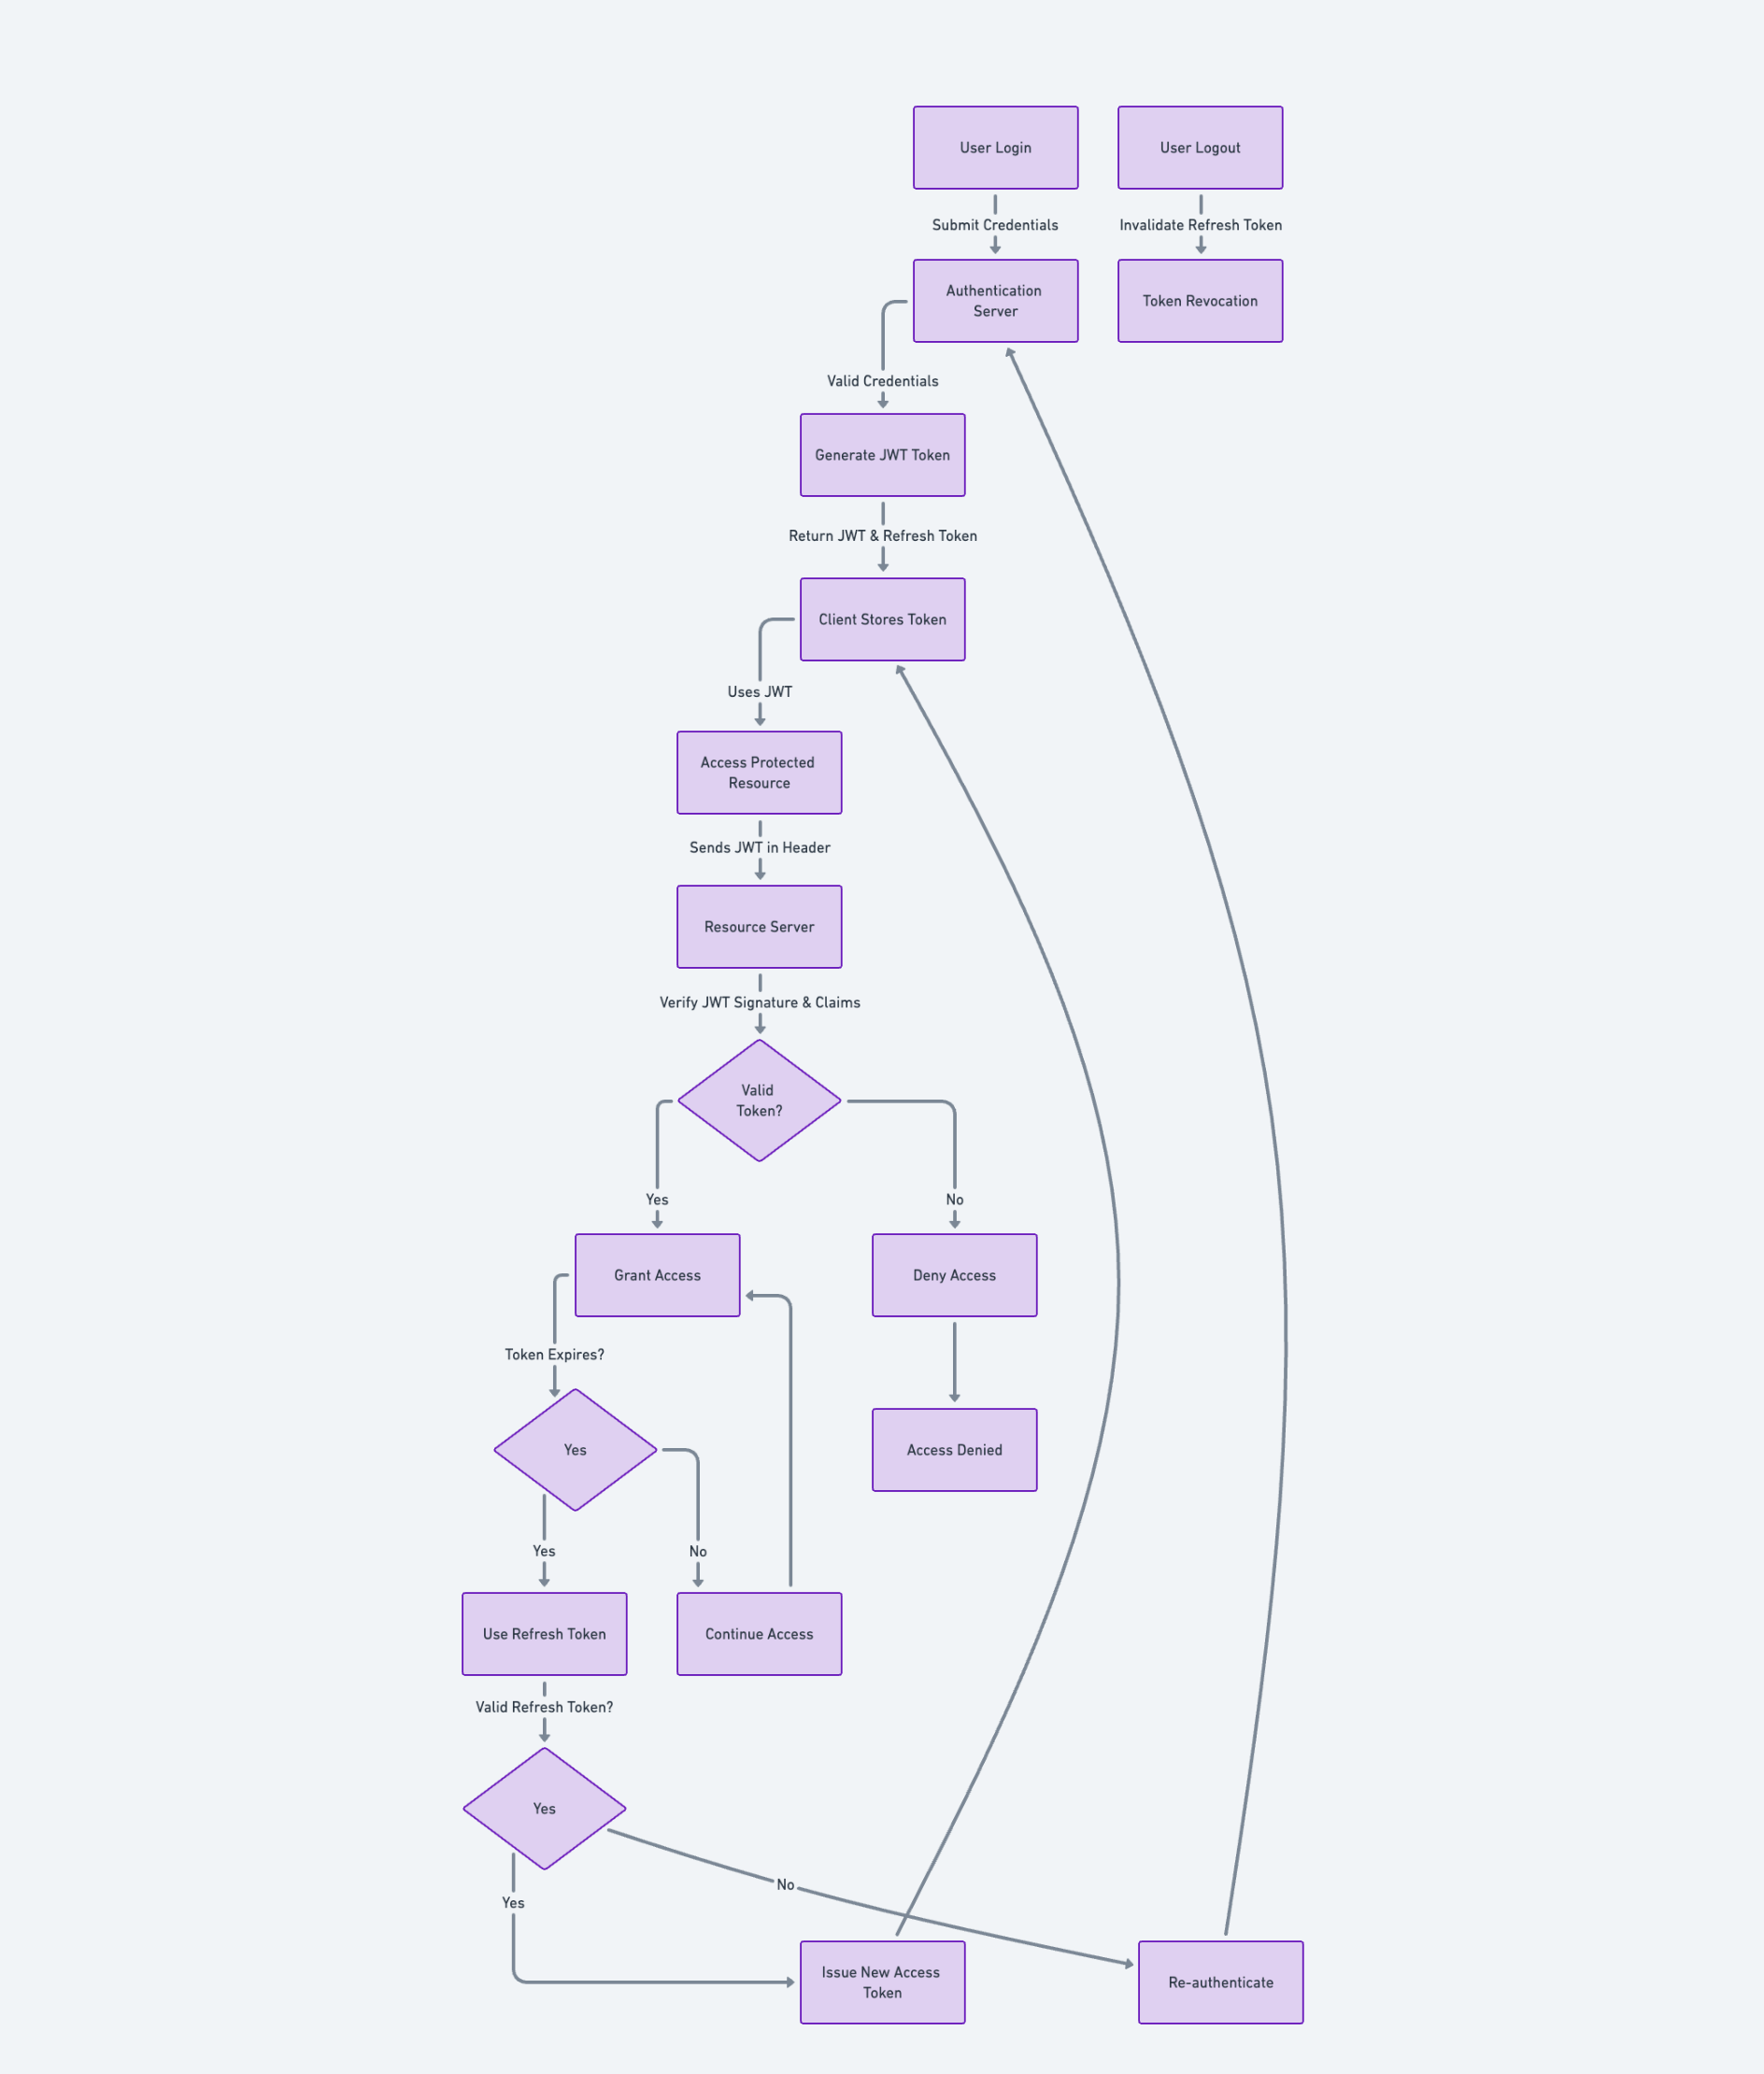 User Login
User Logout
Submit Credentials
Invalidate Refresh Token
Authentication
Server
Token Revocation
Valid Credentials
Generate JWT Token
Return JWT & Refresh Token
Client Stores Token
Uses JWT
Access Protected
Resource
Sends JWT in Header
Resource Server
Verify JWT Signature & Claims
Valid
Token?
Yes
No
Grant Access
Deny Access
Token Expires?
Yes
Access Denied
Yes
No
Use Refresh Token
Continue Access
Valid Refresh Token?
Yes
No
Yes
Issue New Access
Token
Re-authenticate